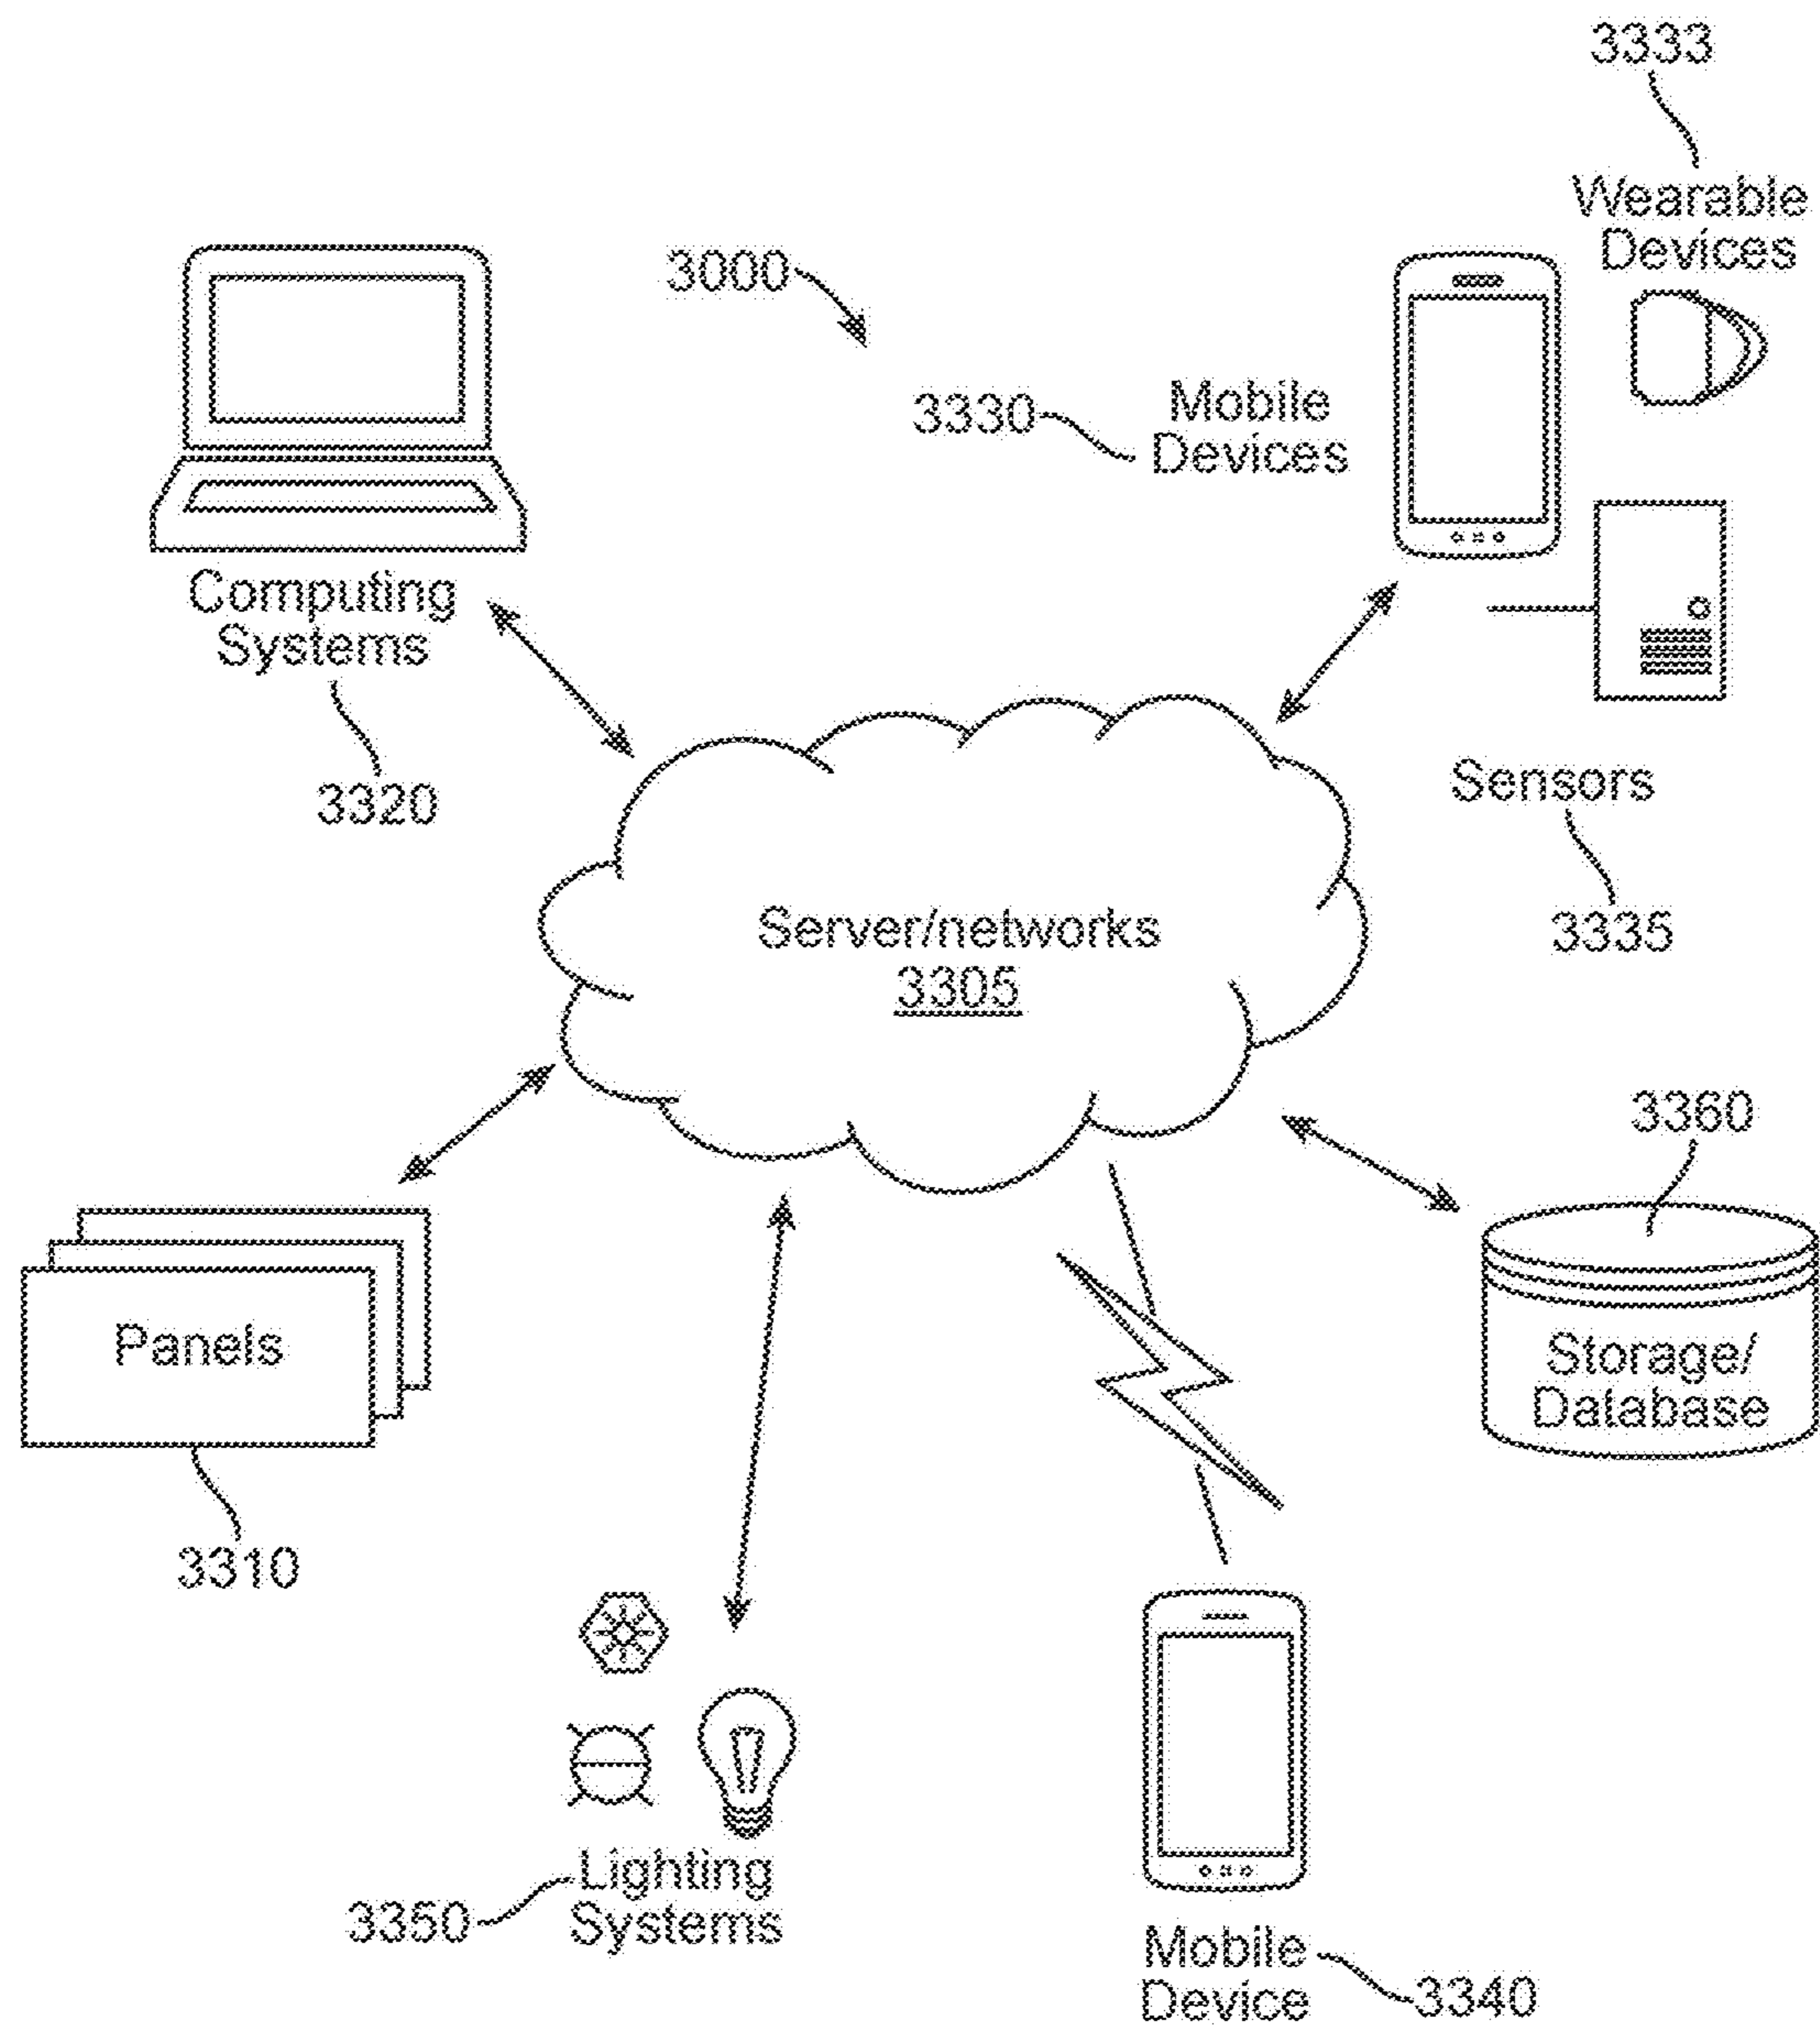 3333
Wearable
Devices
3000
3330
Mobile
Devices
Computing
Systems
3320
Sensors
3335
Server/networks
3305
3360
Storage/
Database
Panels
3310
Lighting
Systems
3350
Mobile
Device
3340